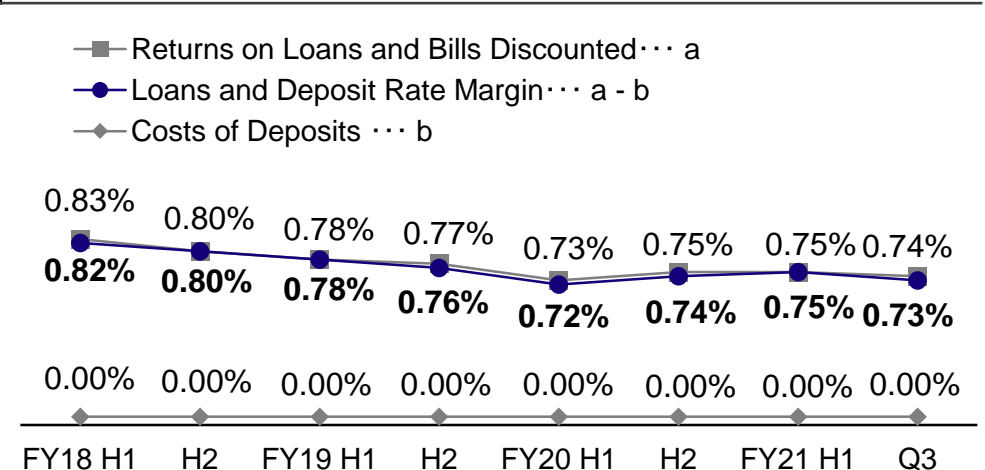 Returns on Loans and Bills Discounted･･･ a
Loans and Deposit Rate Margin･･･ a - b
Costs of Deposits ･･･ b
0.83% 0.80% 0.78% 0.77% 0.73% 0.75% 0.75% 0.74%
0.82% 0.80% 0.78% 0.76% 0.72% 0.74% 0.75% 0.73%
0.00% 0.00% 0.00% 0.00% 0.00% 0.00% 0.00% 0.00%
FY18 H1 H2 FY19 H1 H2 FY20 H1 H2 FY21 H1 Q3